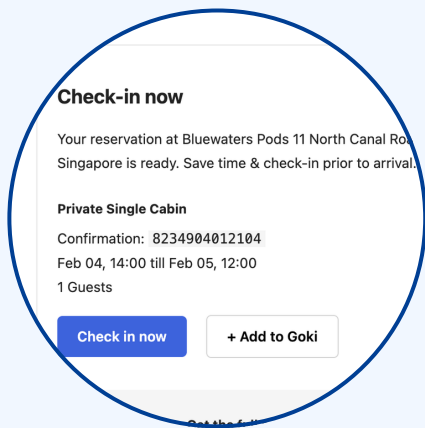 Check-in now
Your reservation at Bluewaters Pods 11 North Canal
Singapore is ready. Save time & check-in prior to arrival.
Private Single Cabin
Confirmation: 8234904012104
Feb 04, 14:00 till Feb 05, 12:00
1 Guests
Check in now + Add to Goki